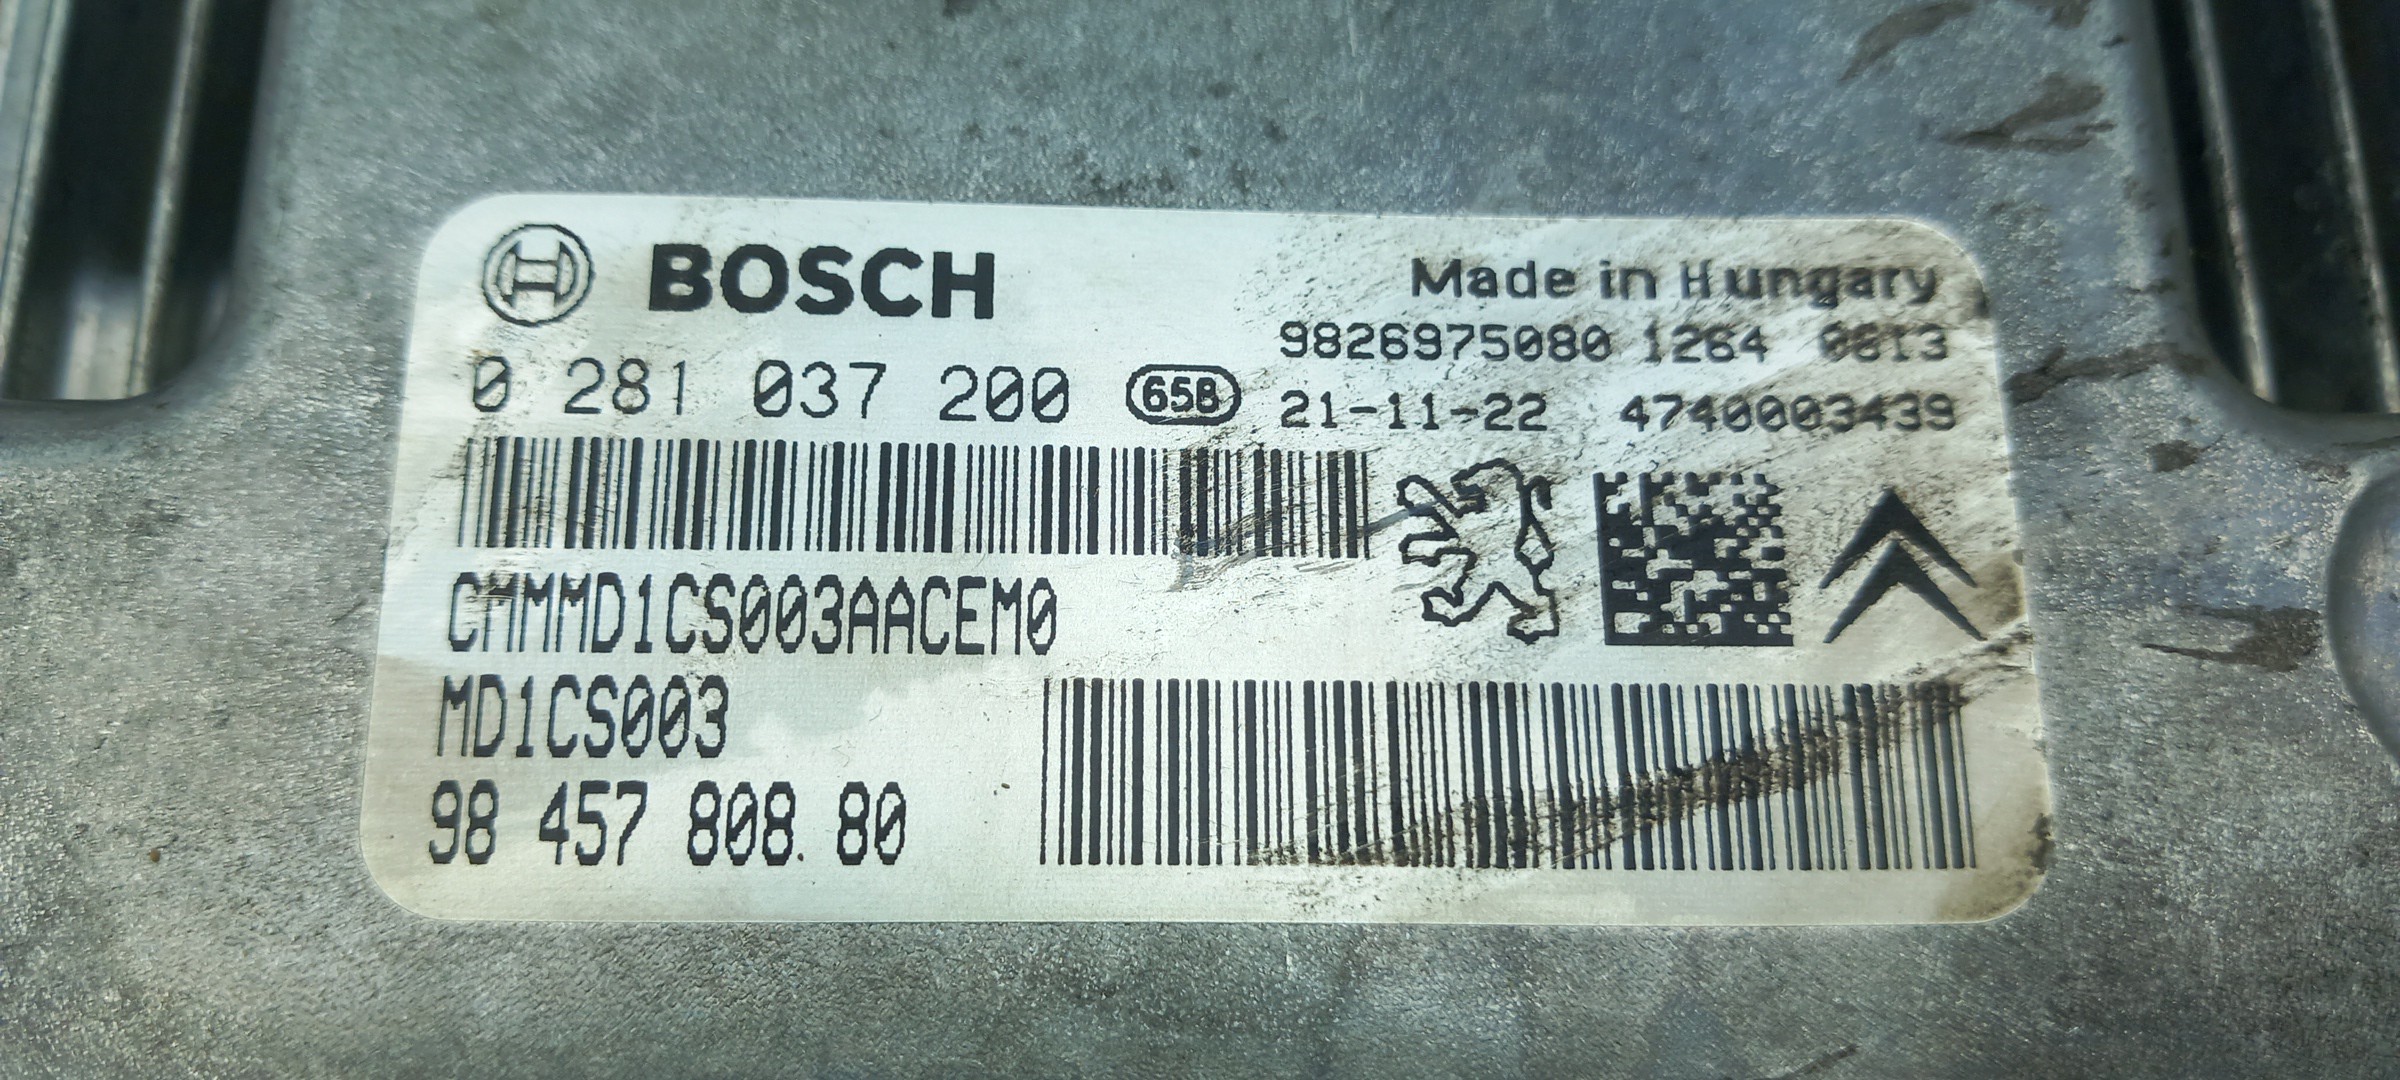 BOSCH
Made in Hungary
9826975080 1264 0813
0 281 037 200 65B 21-11-22 4740003439
CMMMD1CS003AACEM0
MD1CS003
98 457 808 80